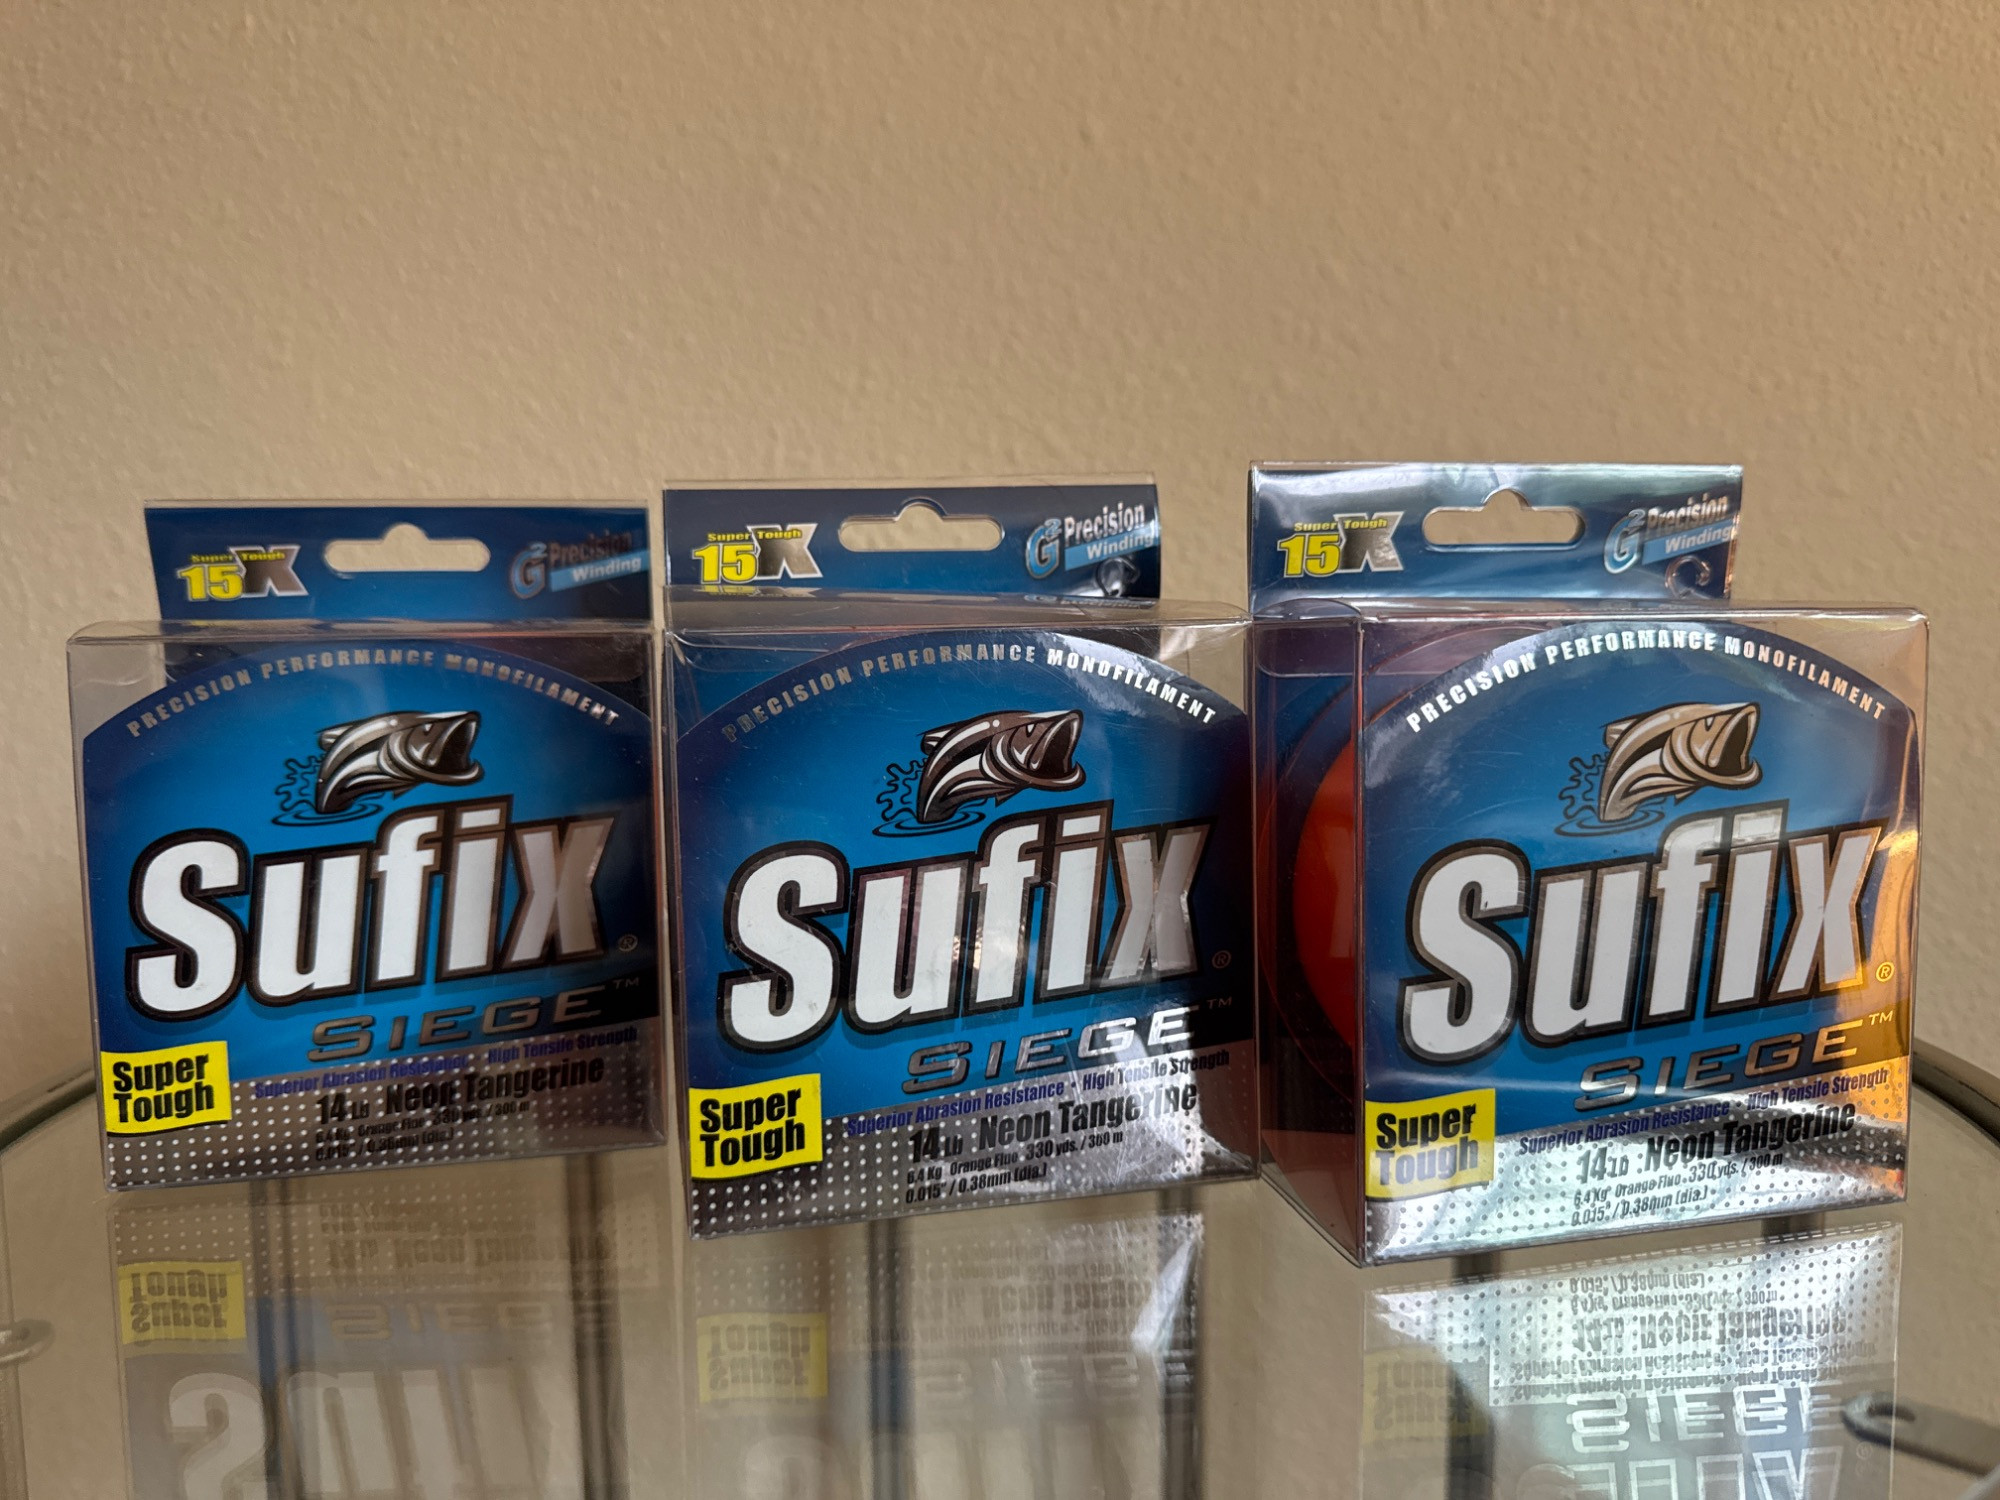 Super Tough
15X
G2 Precision
Winding
PRECISION PERFORMANCE MONOFILAMENT
Sufix®
SIEGE™
Super
Tough
Superior Abrasion Resistance • High Tensile Strength
14 Lb Neon Tangerine
6.4 Kg Orange Fluo 330 yds. / 300 m
0.015" / 0.38mm (dia.)
Super Tough
15X
G2 Precision
Winding
PRECISION PERFORMANCE MONOFILAMENT
Sufix®
SIEGE™
Super
Tough
Superior Abrasion Resistance • High Tensile Strength
14 Lb Neon Tangerine
6.4 Kg Orange Fluo 330 yds. / 300 m
0.015" / 0.38mm (dia.)
Super Tough
15X
G2 Precision
Winding
PRECISION PERFORMANCE MONOFILAMENT
Sufix®
SIEGE™
Super
Tough
Superior Abrasion Resistance • High Tensile Strength
14 Lb Neon Tangerine
6.4 Kg Orange Fluo 330 yds. / 300 m
0.015" / 0.38mm (dia.)